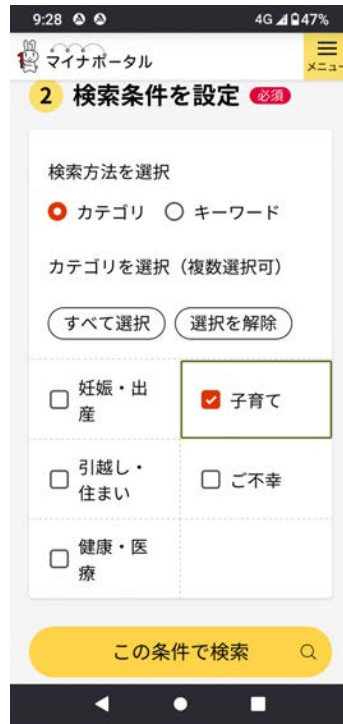 9:28 4G 47%
マイナポータル
メニュー
2 検索条件を設定 必須
検索方法を選択
カテゴリ キーワード
カテゴリを選択(複数選択可)
すべて選択 選択を解除
妊娠・出
産
子育て
引越し・
住まい
ご不幸
健康・医
療
この条件で検索